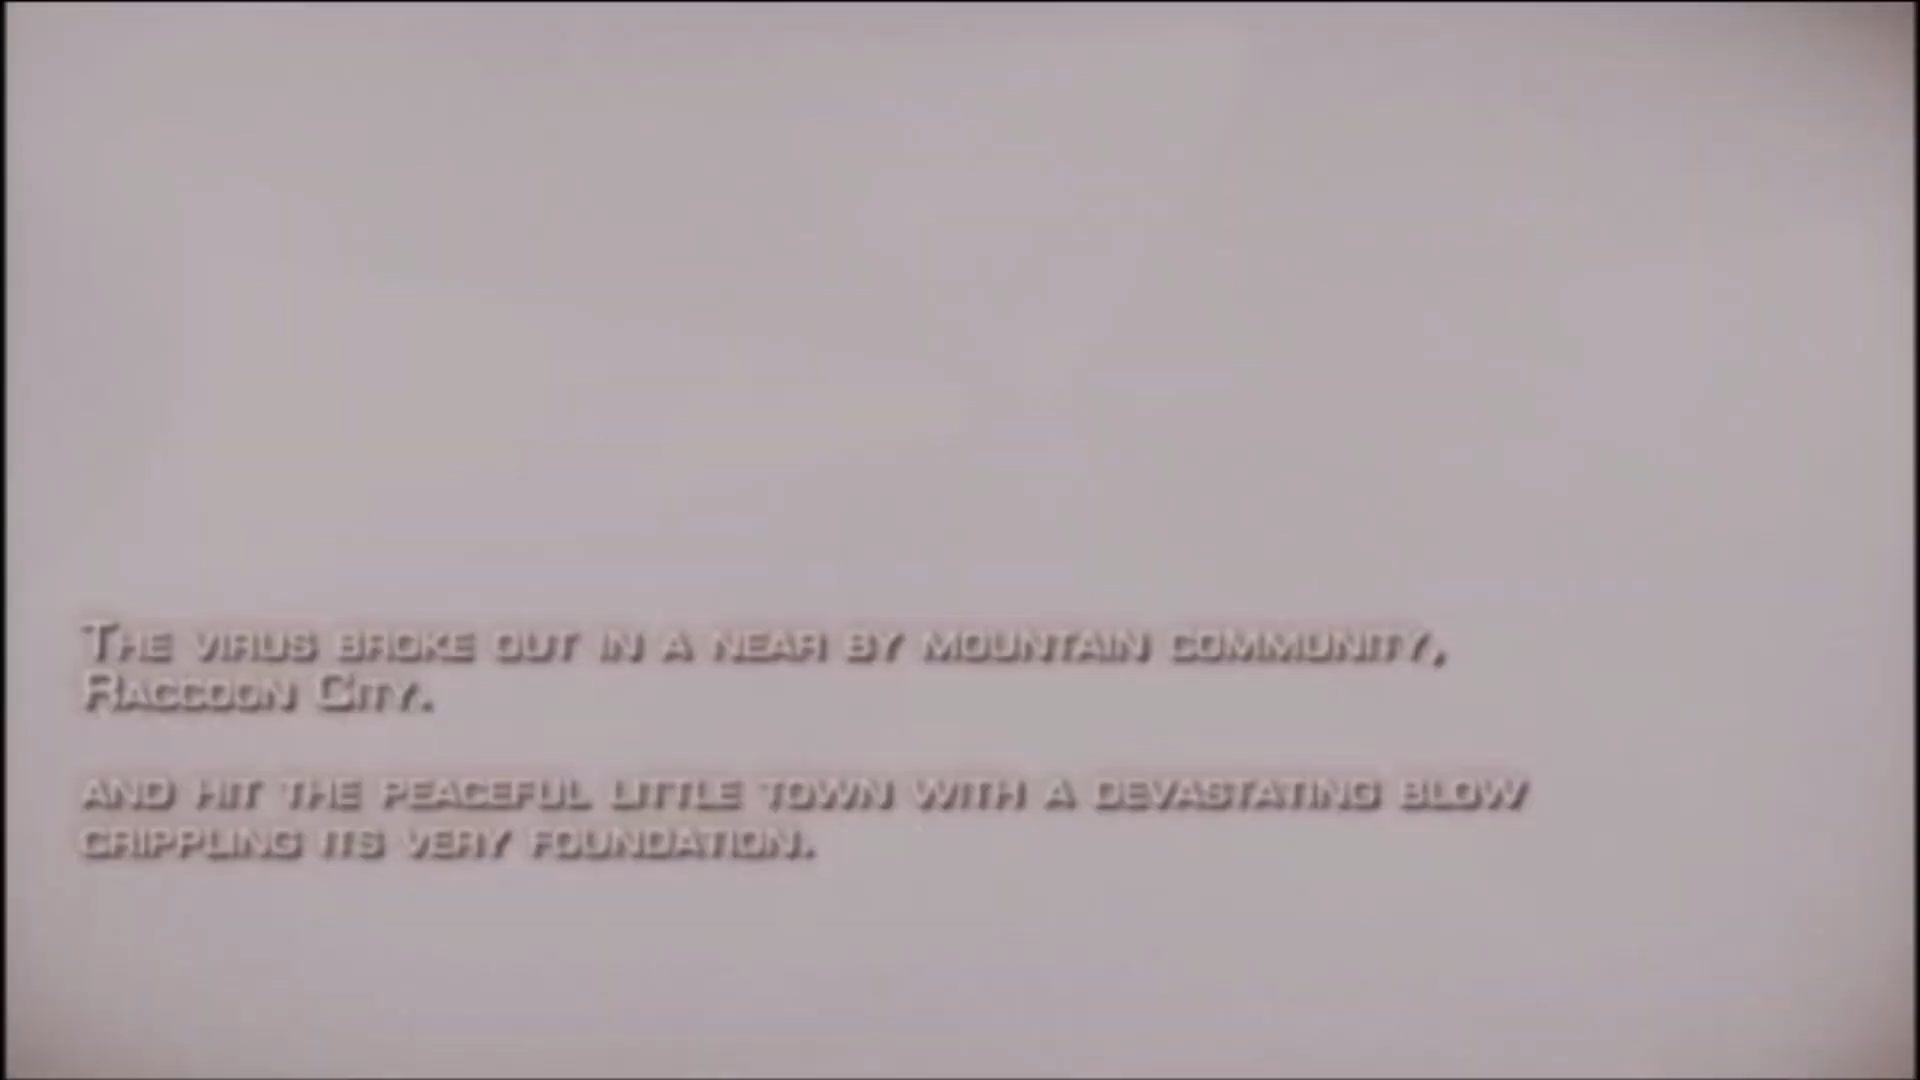 The virus broke out in a near by mountain community,
Raccoon City.
and hit the peaceful little town with a devastating blow
crippling its very foundation.